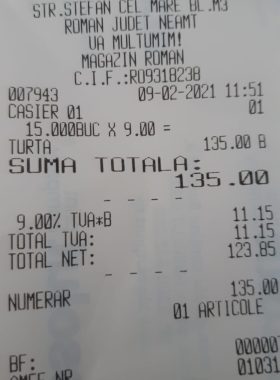 STR.STEFAN CEL MARE BL.M3
ROMAN JUDET NEAMT
VA MULTUMIM!
MAGAZIN ROMAN
C.I.F.:RO9318238
007943 09-02-2021 11:51
CASIER 01 01
15.000BUC X 9.00 =
TURTA 135.00 B
SUMA TOTALA:
135.00
- - - -
9.00% TVA*B 11.15
TOTAL TVA: 11.15
TOTAL NET: 123.85
- - - -
NUMERAR 135.00
01 ARTICOLE
BF: 00000
01031